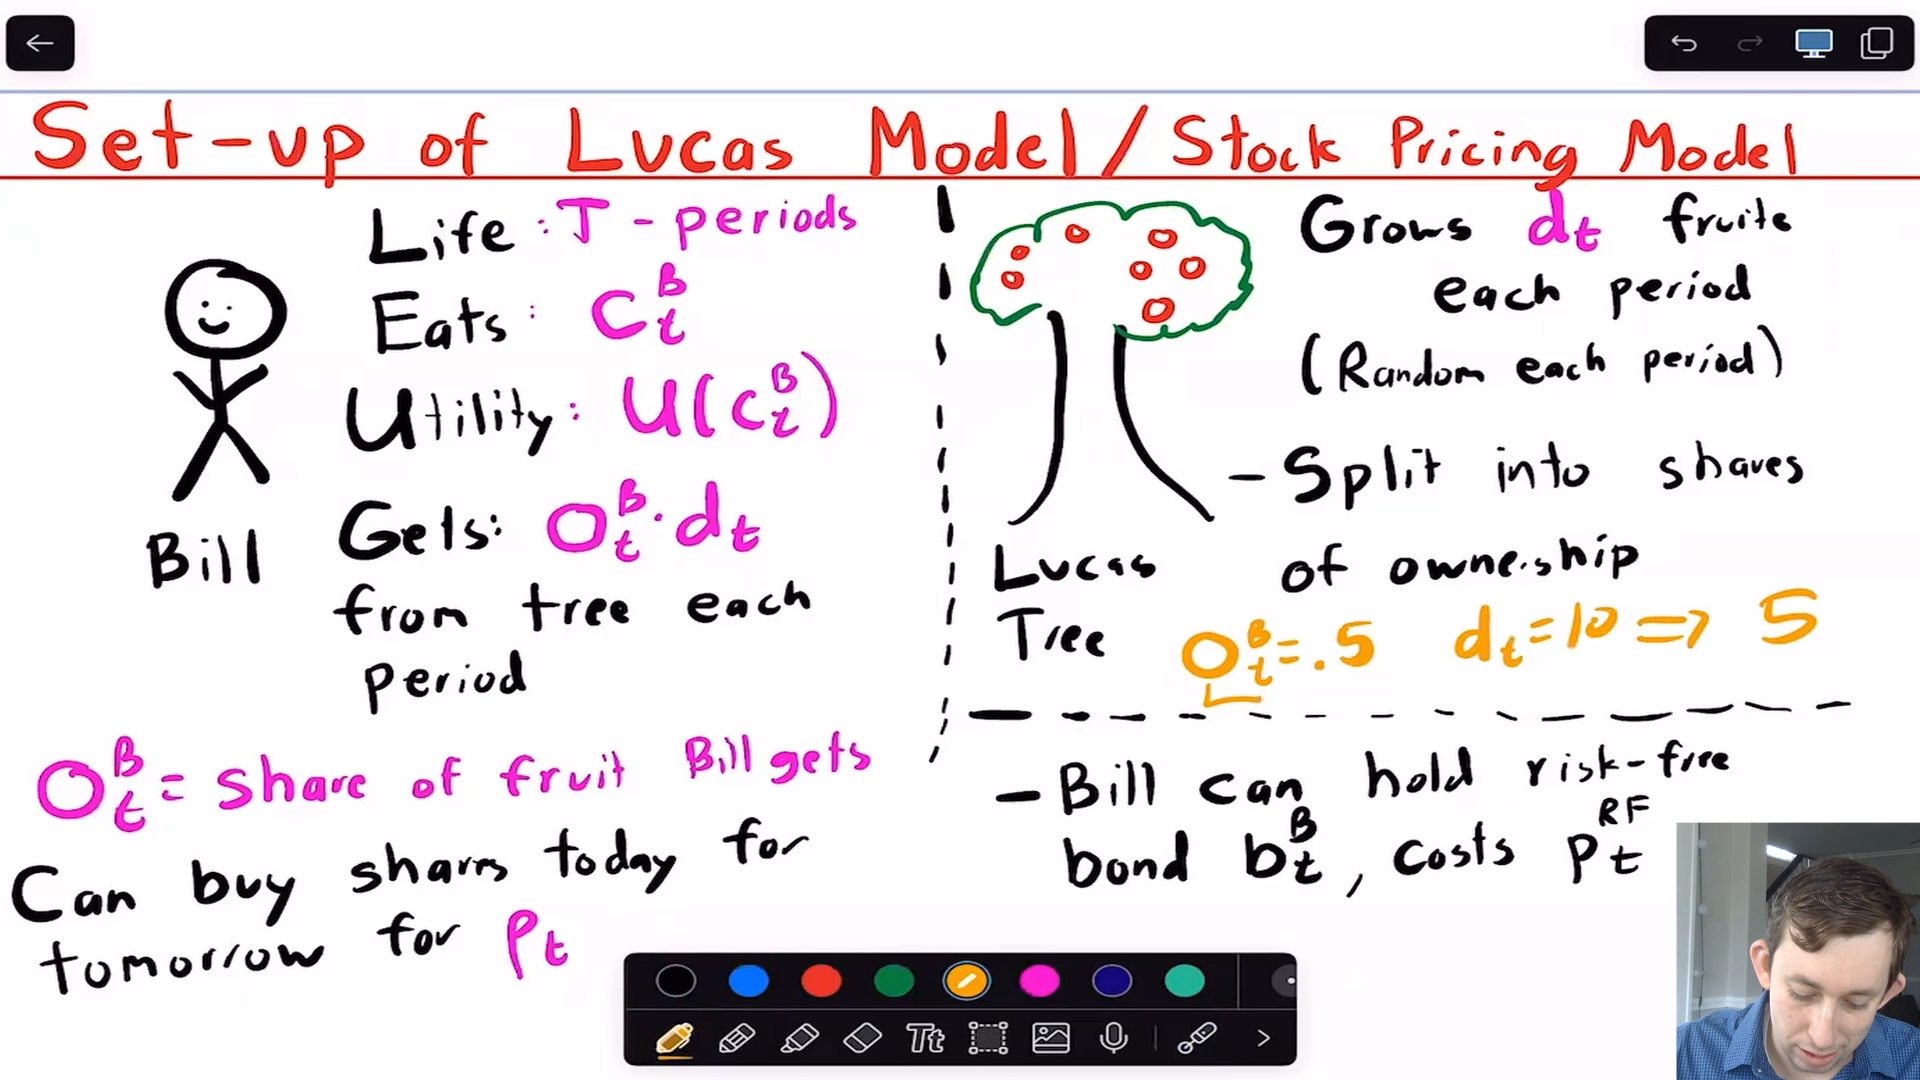 Set-up of Lucas Model/Stock Pricing Model
Life: T - periods
Eats: C_t^B
Utility: U(C_t^B)
Gets: O_t^B · d_t
from tree each
period
Bill
O_t^B = share of fruit Bill gets
Can buy shares today for
tomorrow for P_t
Grows d_t fruits
each period
(Random each period)
- Split into shares
of ownership
Lucas
Tree
O_t^B = .5 d_t = 10 => 5
- Bill can hold risk-free
bond b_t^B, costs P_t^RF
Tt